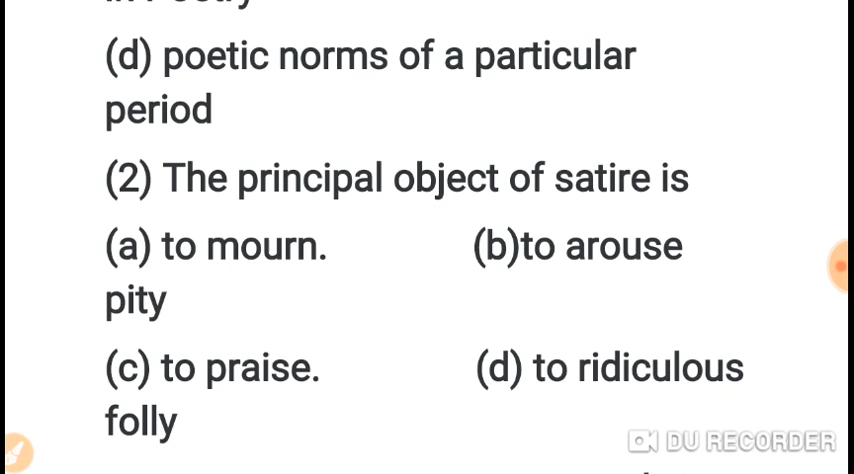 (d) poetic norms of a particular
period
(2) The principal object of satire is
(a) to mourn. (b)to arouse
pity
(c) to praise. (d) to ridiculous
folly
DU RECORDER